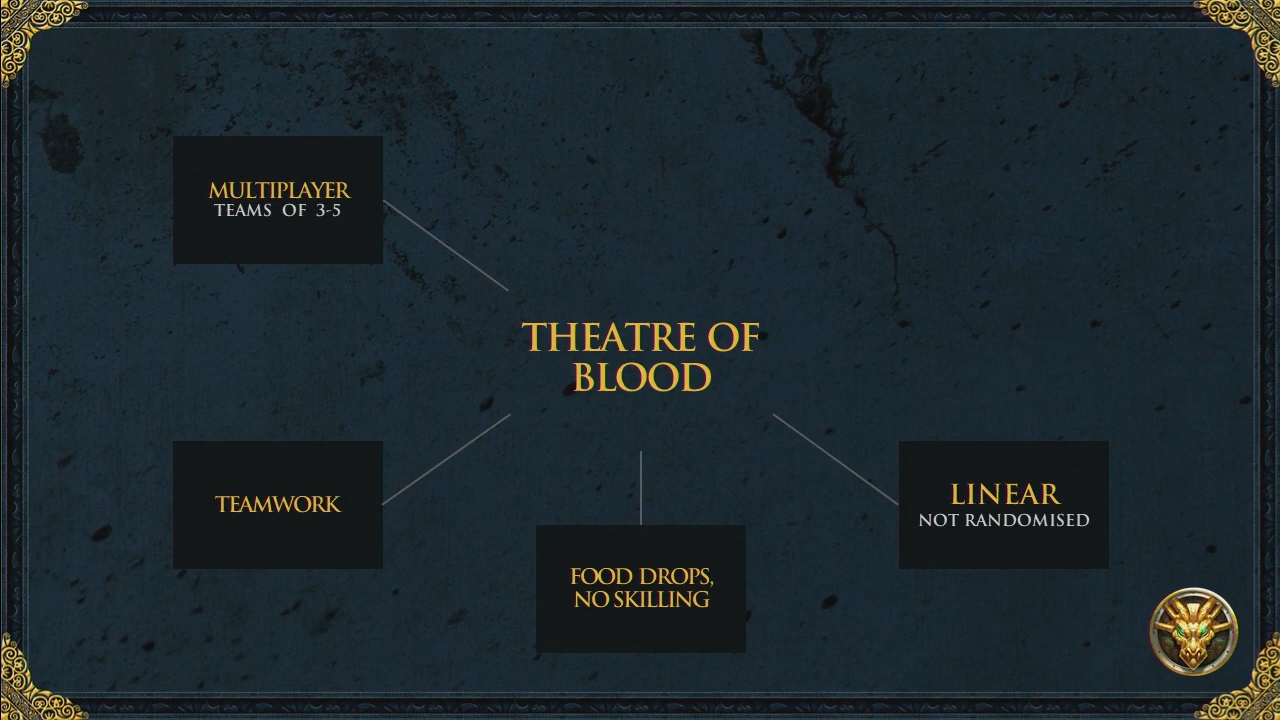 MULTIPLAYER
TEAMS OF 3-5
THEATRE OF
BLOOD
TEAMWORK
LINEAR
NOT RANDOMISED
FOOD DROPS,
NO SKILLING